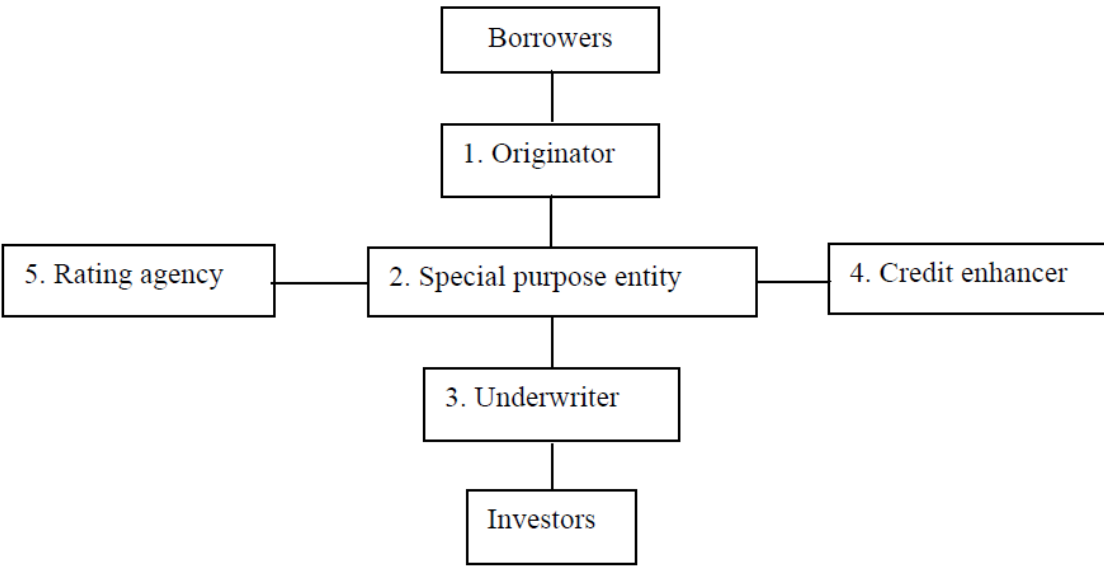 Borrowers
1. Originator
5. Rating agency
2. Special purpose entity
4. Credit enhancer
3. Underwriter
Investors